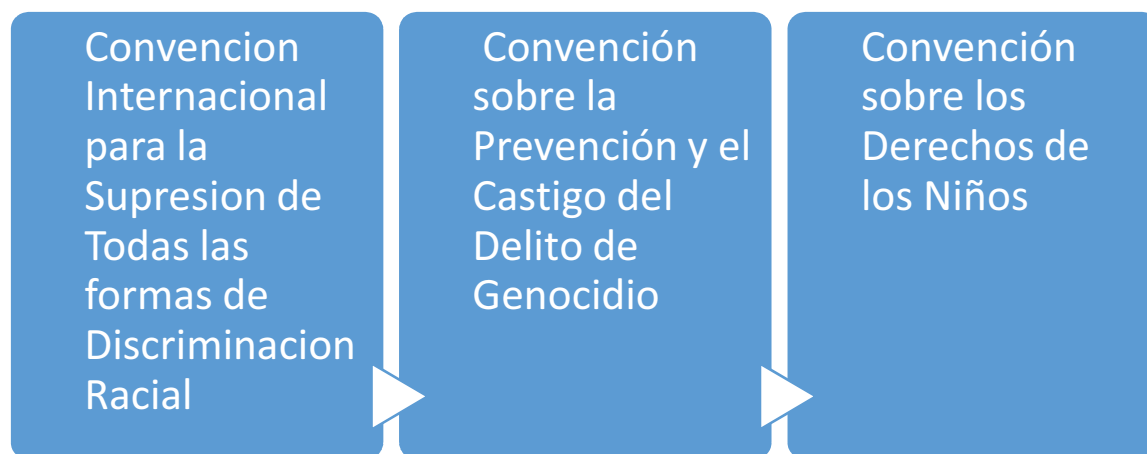 Convencion
Internacional
para la
Supresion de
Todas las
formas de
Discriminacion
Racial
Convención
sobre la
Prevención y el
Castigo del
Delito de
Genocidio
Convención
sobre los
Derechos de
los Niños